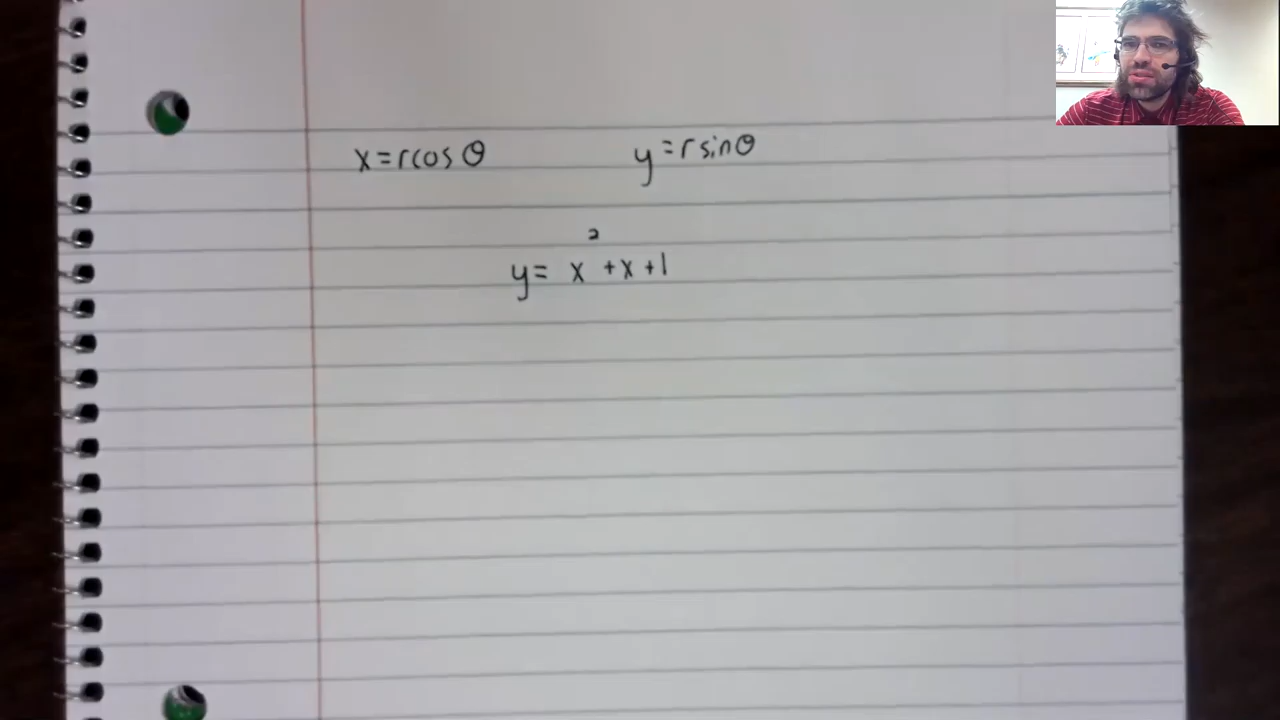 x = r cos θ y = r sin θ
y = x² + x + 1